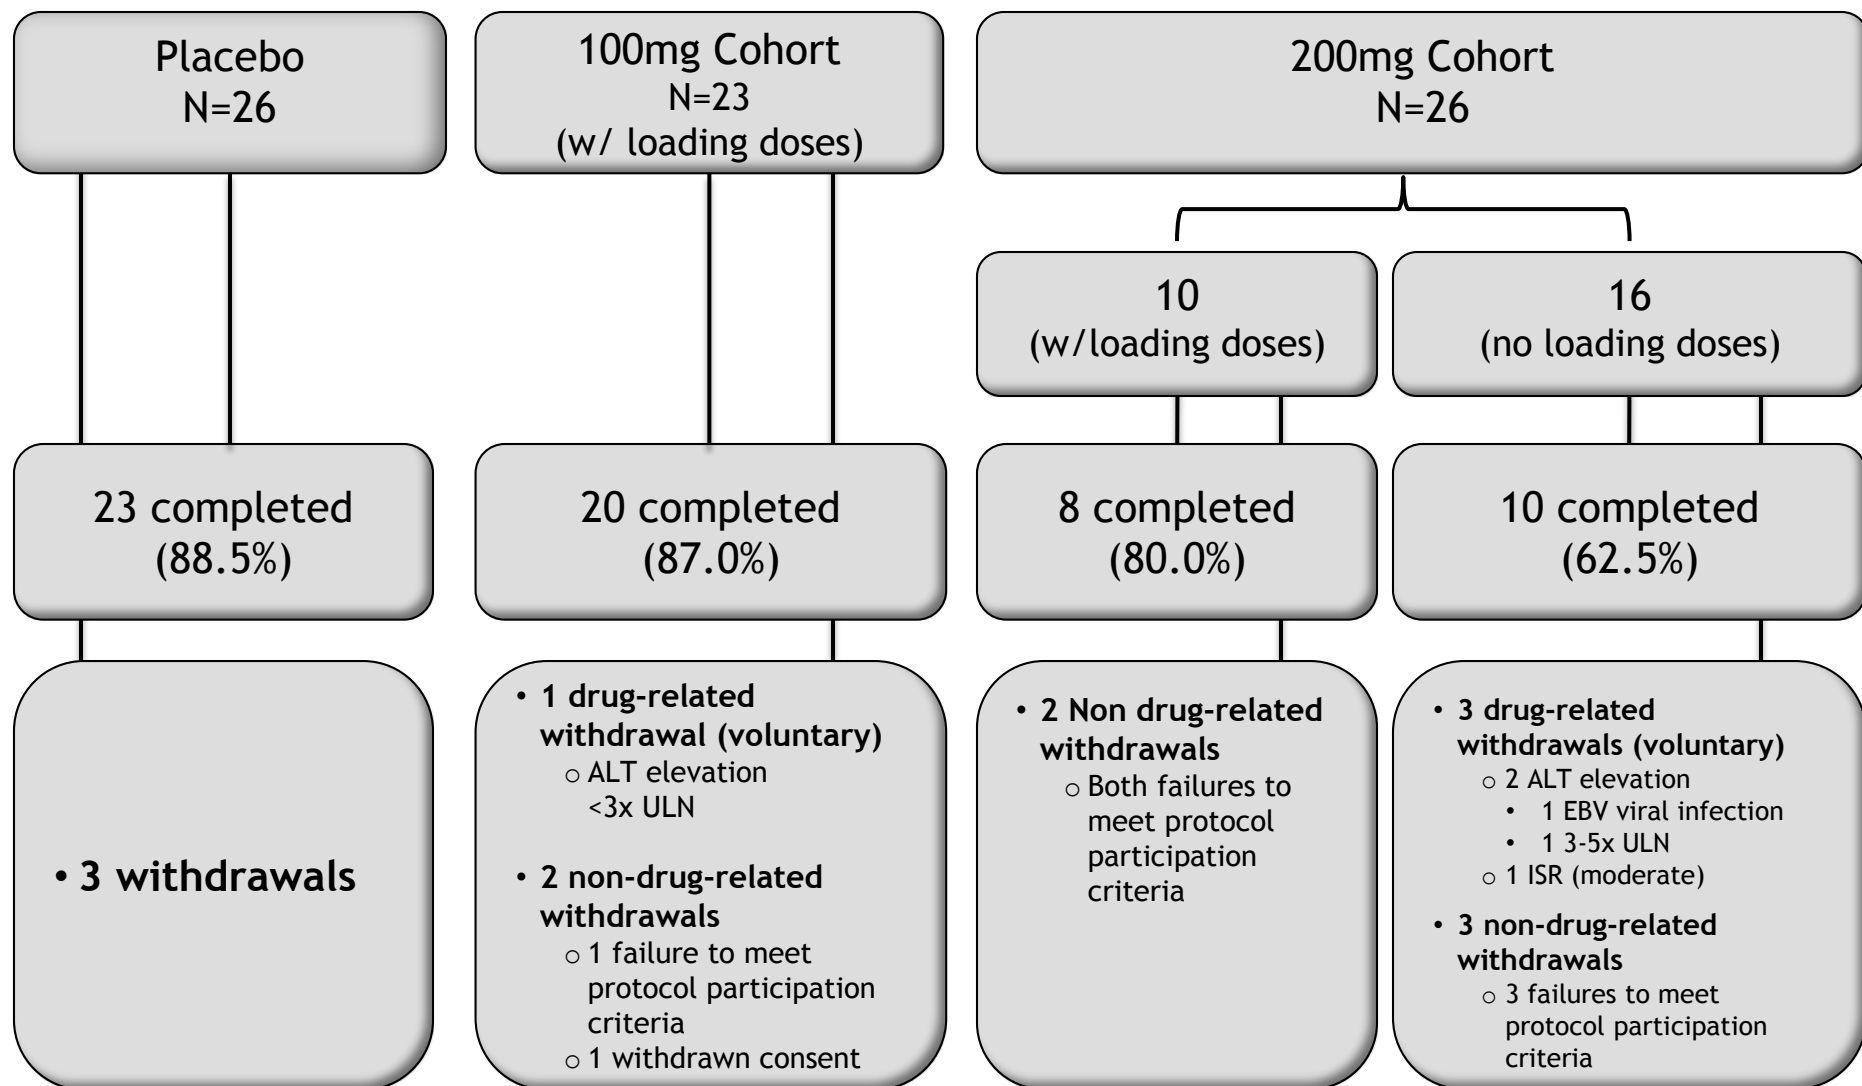 Placebo
N=26
100mg Cohort
N=23
(w/ loading doses)
200mg Cohort
N=26
10
(w/loading doses)
16
(no loading doses)
23 completed
(88.5%)
20 completed
(87.0%)
8 completed
(80.0%)
10 completed
(62.5%)
• 3 withdrawals
• 1 drug-related
withdrawal (voluntary)
○ ALT elevation
<3x ULN
• 2 non-drug-related
withdrawals
○ 1 failure to meet
protocol participation
criteria
○ 1 withdrawn consent
• 2 Non drug-related
withdrawals
○ Both failures to
meet protocol
participation
criteria
• 3 drug-related
withdrawals (voluntary)
○ 2 ALT elevation
• 1 EBV viral infection
• 1 3-5x ULN
○ 1 ISR (moderate)
• 3 non-drug-related
withdrawals
○ 3 failures to meet
protocol participation
criteria